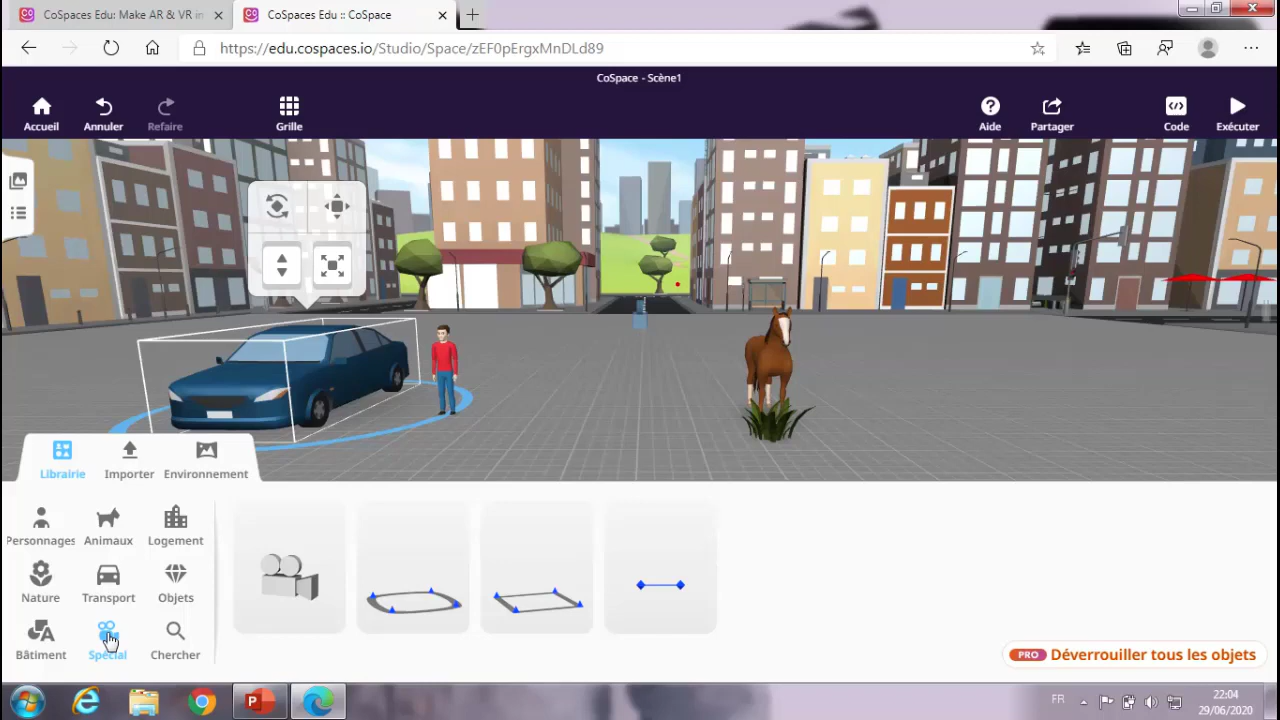 CoSpaces Edu: Make AR & VR in
CoSpaces Edu :: CoSpace
https://edu.cospaces.io/Studio/Space/zEF0pErgxMnDLd89
CoSpace - Scène1
Accueil
Annuler
Refaire
Grille
Aide
Partager
Code
Exécuter
Librairie
Importer
Environnement
Personnages
Animaux
Logement
Nature
Transport
Objets
Bâtiment
Spécial
Chercher
PRO Déverrouiller tous les objets
FR
22:04
29/06/2020